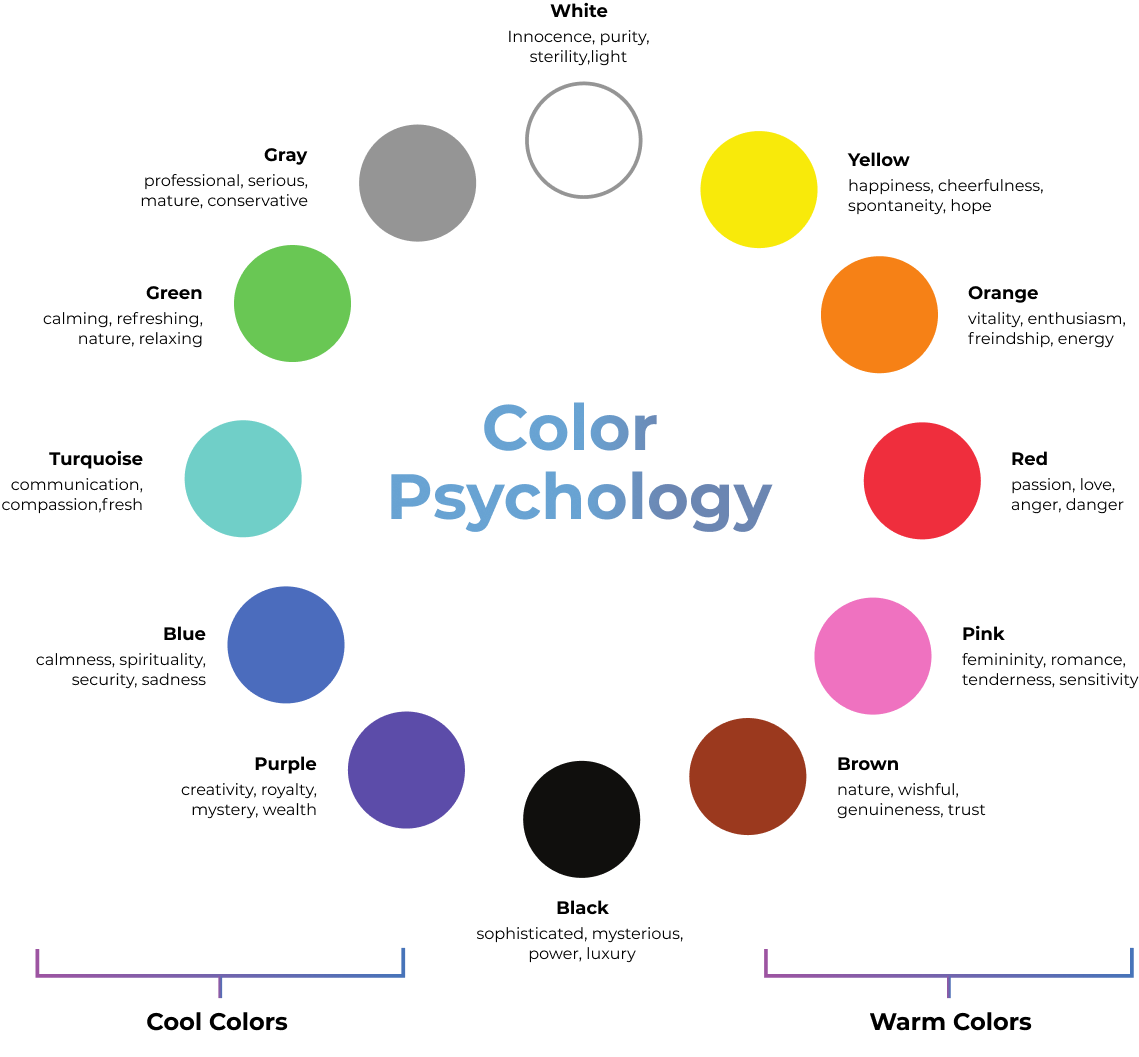 White
Innocence, purity,
sterility,light
Gray
professional, serious,
mature, conservative
Yellow
happiness, cheerfulness,
spontaneity, hope
Green
calming, refreshing,
nature, relaxing
Orange
vitality, enthusiasm,
freindship, energy
Color
Psychology
Turquoise
communication,
compassion,fresh
Red
passion, love,
anger, danger
Blue
calmness, spirituality,
security, sadness
Pink
femininity, romance,
tenderness, sensitivity
Purple
creativity, royalty,
mystery, wealth
Brown
nature, wishful,
genuineness, trust
Black
sophisticated, mysterious,
power, luxury
Cool Colors
Warm Colors